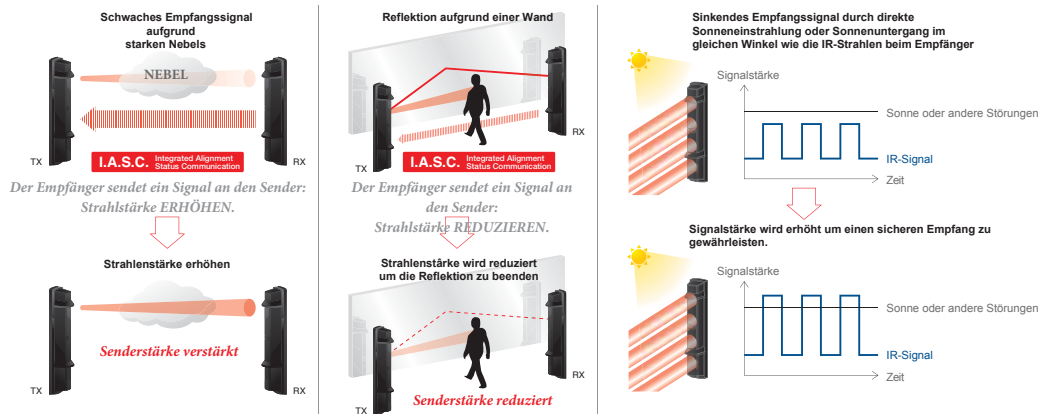 Schwaches Empfangssignal
aufgrund
starken Nebels
NEBEL
TX
RX
I.A.S.C. Integrated Alignment
Status Communication
Der Empfänger sendet ein Signal an den Sender:
Strahlstärke ERHÖHEN.
Strahlenstärke erhöhen
Senderstärke verstärkt
TX
RX
Reflektion aufgrund einer Wand
RX
TX
I.A.S.C. Integrated Alignment
Status Communication
Der Empfänger sendet ein Signal an
den Sender:
Strahlstärke REDUZIEREN.
Strahlenstärke wird reduziert
um die Reflektion zu beenden
RX
TX
Senderstärke reduziert
Sinkendes Empfangssignal durch direkte
Sonneneinstrahlung oder Sonnenuntergang im
gleichen Winkel wie die IR-Strahlen beim Empfänger
Signalstärke
Sonne oder andere Störungen
IR-Signal
Zeit
Signalstärke wird erhöht um einen sicheren Empfang zu
gewährleisten.
Signalstärke
Sonne oder andere Störungen
IR-Signal
Zeit